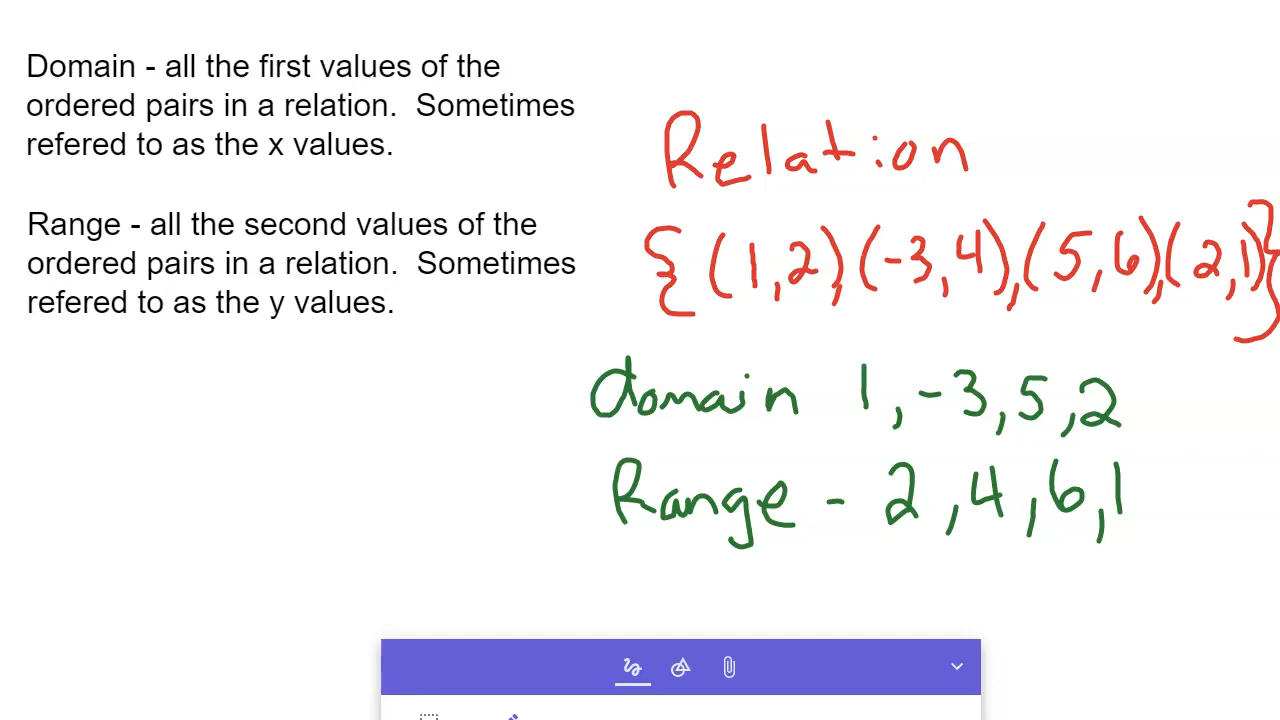 Domain - all the first values of the
ordered pairs in a relation.  Sometimes
refered to as the x values.
Range - all the second values of the
ordered pairs in a relation.  Sometimes
refered to as the y values.
Relation
{(1,2),(-3,4),(5,6),(2,1)}
domain 1,-3,5,2
Range - 2,4,6,1